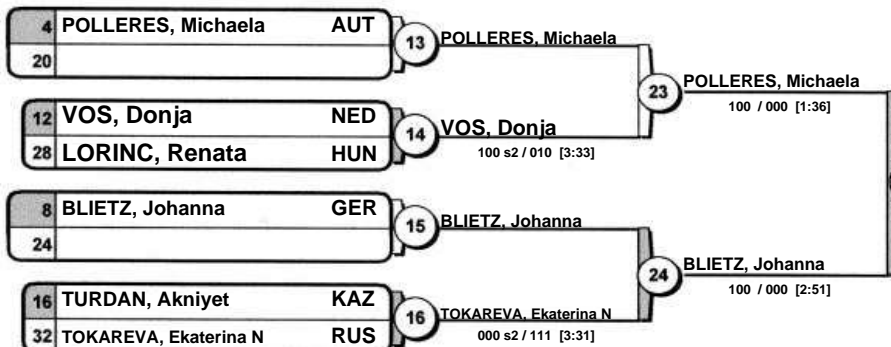 4 POLLERES, Michaela AUT
20
13 POLLERES, Michaela
23 POLLERES, Michaela
100 / 000 [1:36]
12 VOS, Donja NED
28 LORINC, Renata HUN
14 VOS, Donja
100 s2 / 010 [3:33]
8 BLIETZ, Johanna GER
24
15 BLIETZ, Johanna
24 BLIETZ, Johanna
100 / 000 [2:51]
16 TURDAN, Akniyet KAZ
32 TOKAREVA, Ekaterina N RUS
16 TOKAREVA, Ekaterina N
000 s2 / 111 [3:31]